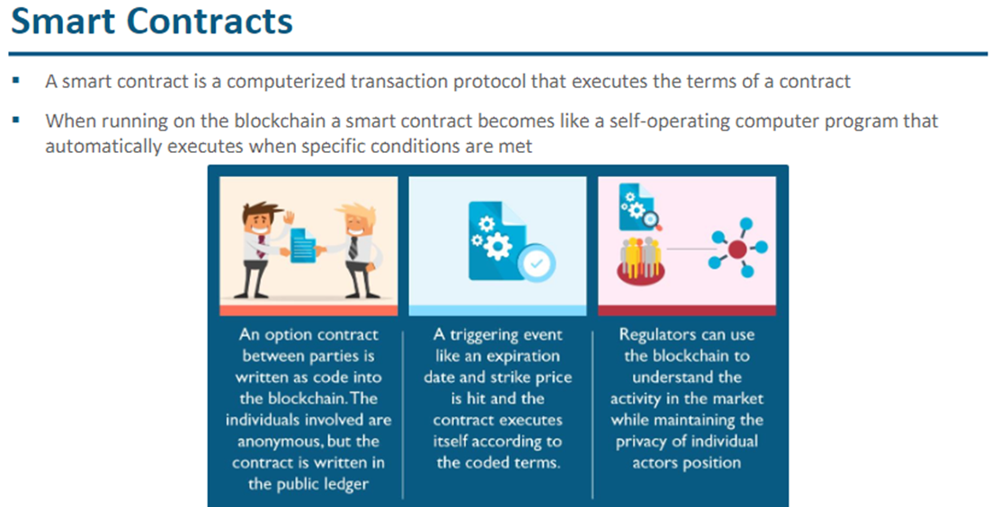 Smart Contracts
▪ A smart contract is a computerized transaction protocol that executes the terms of a contract
▪ When running on the blockchain a smart contract becomes like a self-operating computer program that
automatically executes when specific conditions are met
An option contract
between parties is
written as code into
the blockchain. The
individuals involved are
anonymous, but the
contract is written in
the public ledger
A triggering event
like an expiration
date and strike price
is hit and the
contract executes
itself according to
the coded terms.
Regulators can use
the blockchain to
understand the
activity in the market
while maintaining the
privacy of individual
actors position